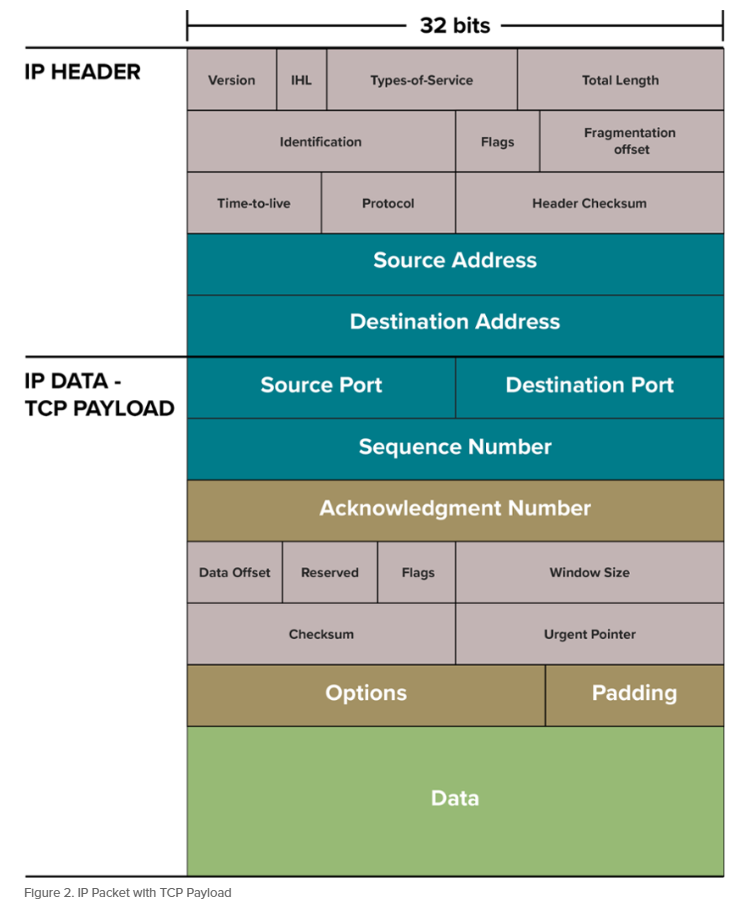 32 bits
IP HEADER
Version
IHL
Types-of-Service
Total Length
Identification
Flags
Fragmentation
offset
Time-to-live
Protocol
Header Checksum
Source Address
Destination Address
IP DATA -
TCP PAYLOAD
Source Port
Destination Port
Sequence Number
Acknowledgment Number
Data Offset
Reserved
Flags
Window Size
Checksum
Urgent Pointer
Options
Padding
Data
Figure 2. IP Packet with TCP Payload